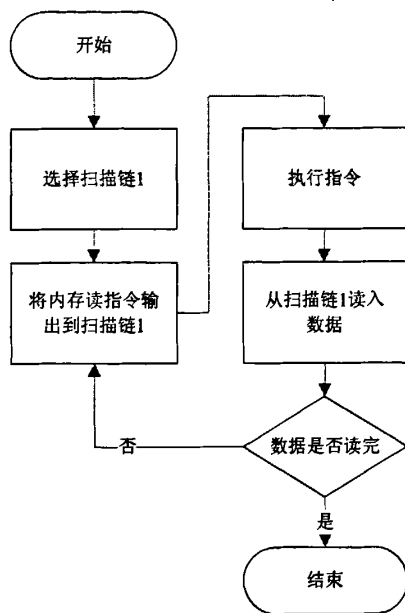 开始
选择扫描链1
将内存读指令输
出到扫描链1
执行指令
从扫描链1读入
数据
数据是否读完
否
是
结束